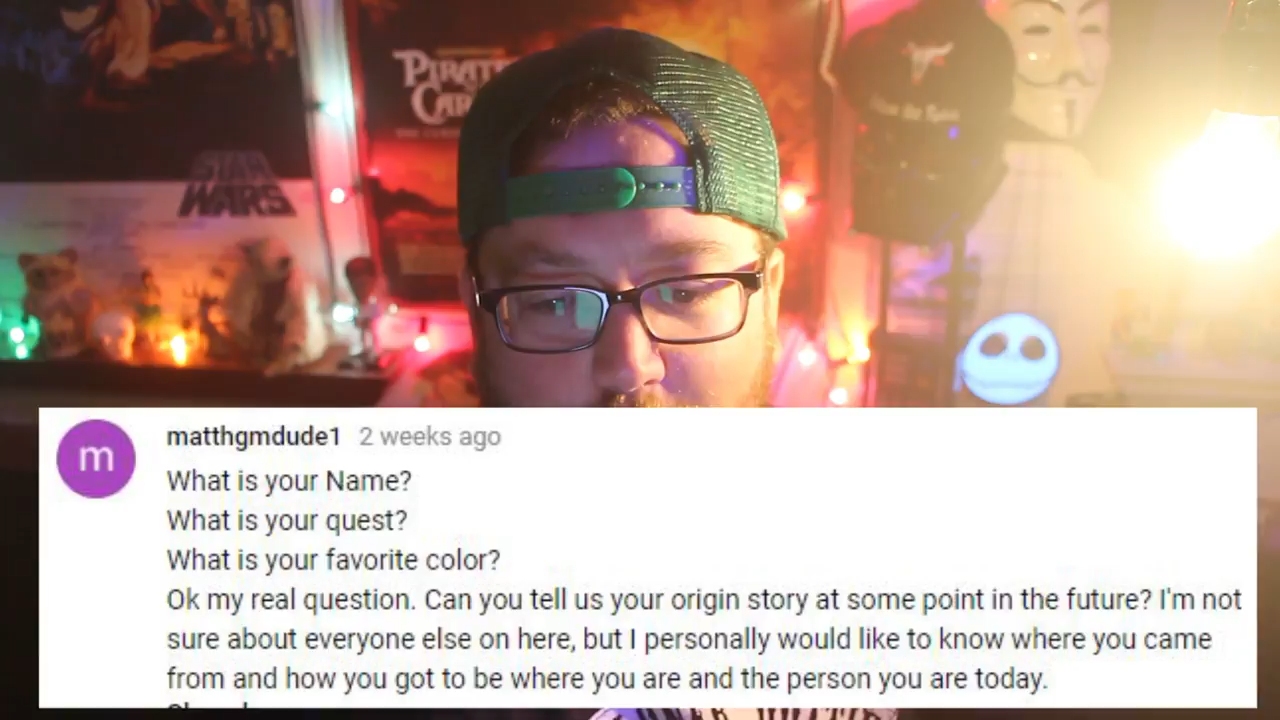 PIRATE
CAR
STAR
WARS
m
matthgmdude1 2 weeks ago
What is your Name?
What is your quest?
What is your favorite color?
Ok my real question. Can you tell us your origin story at some point in the future? I'm not
sure about everyone else on here, but I personally would like to know where you came
from and how you got to be where you are and the person you are today.